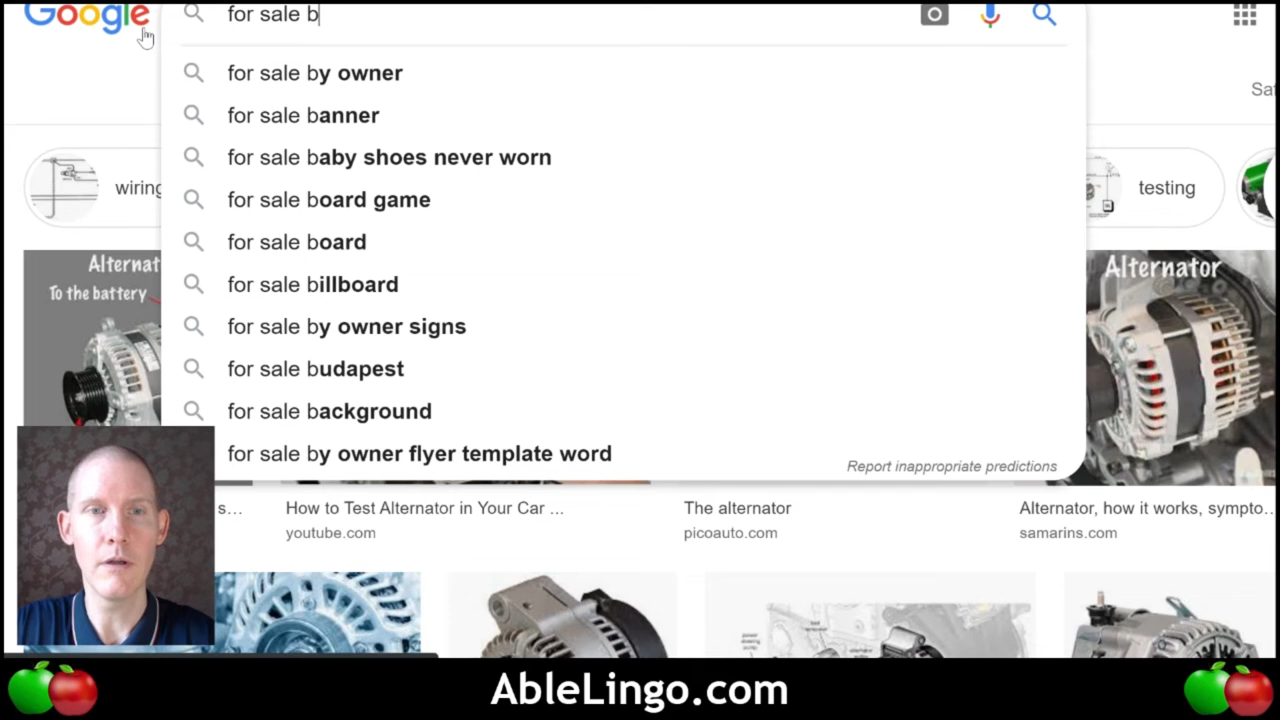 Google
for sale b
for sale by owner
for sale banner
for sale baby shoes never worn
for sale board game
for sale board
for sale billboard
for sale by owner signs
for sale budapest
for sale background
for sale by owner flyer template word
Report inappropriate predictions
wiring
testing
Alternat
To the battery
Alternator
s...
How to Test Alternator in Your Car ...
youtube.com
The alternator
picoauto.com
Alternator, how it works, sympto...
samarins.com
AbleLingo.com